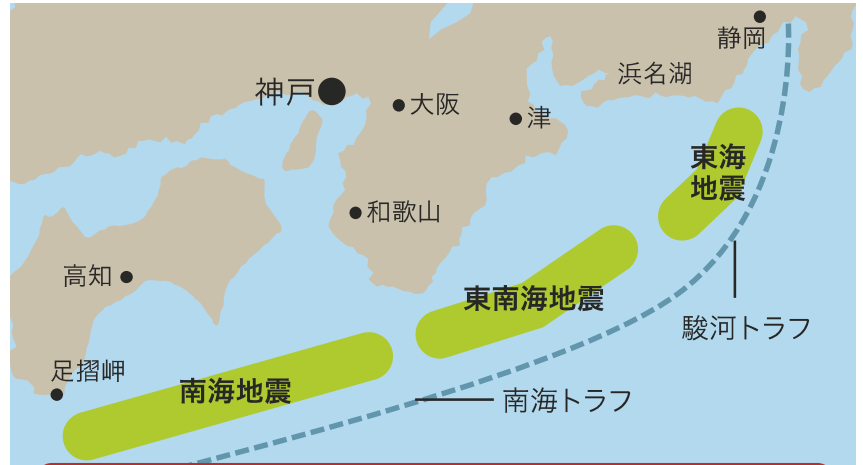 静岡
浜名湖
神戸
大阪
津
東海
地震
和歌山
高知
東南海地震
駿河トラフ
足摺岬
南海地震
南海トラフ